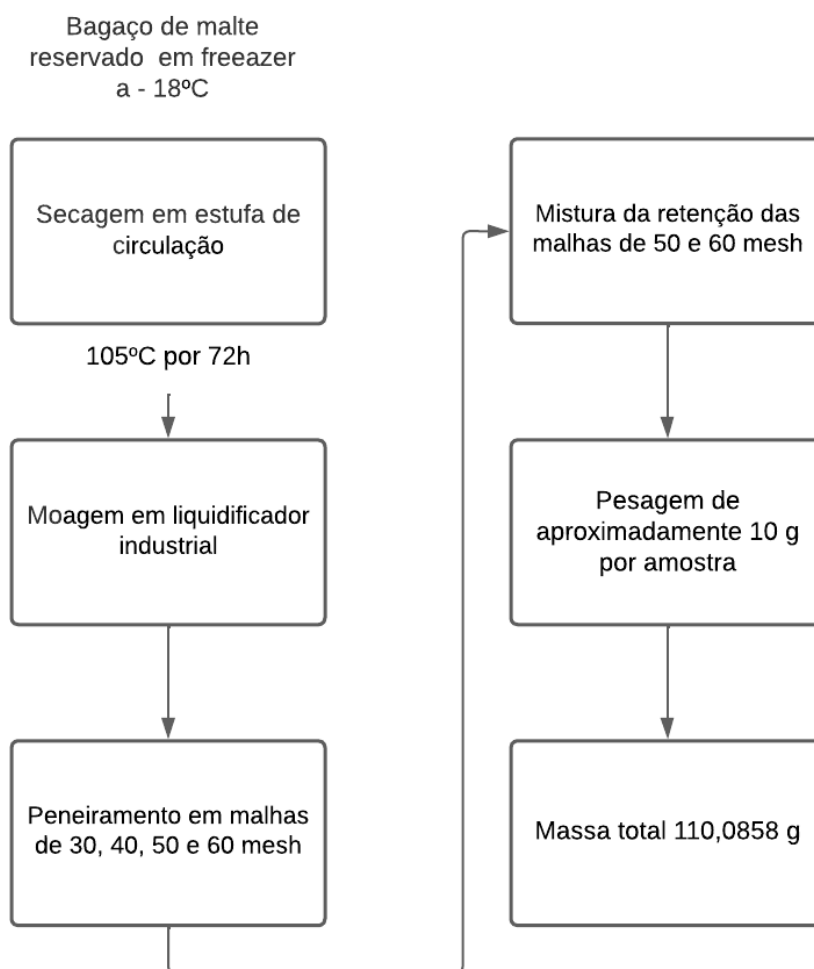 Bagaço de malte
reservado em freeazer
a - 18ºC
Secagem em estufa de
circulação
105ºC por 72h
Moagem em liquidificador
industrial
Peneiramento em malhas
de 30, 40, 50 e 60 mesh
Mistura da retenção das
malhas de 50 e 60 mesh
Pesagem de
aproximadamente 10 g
por amostra
Massa total 110,0858 g